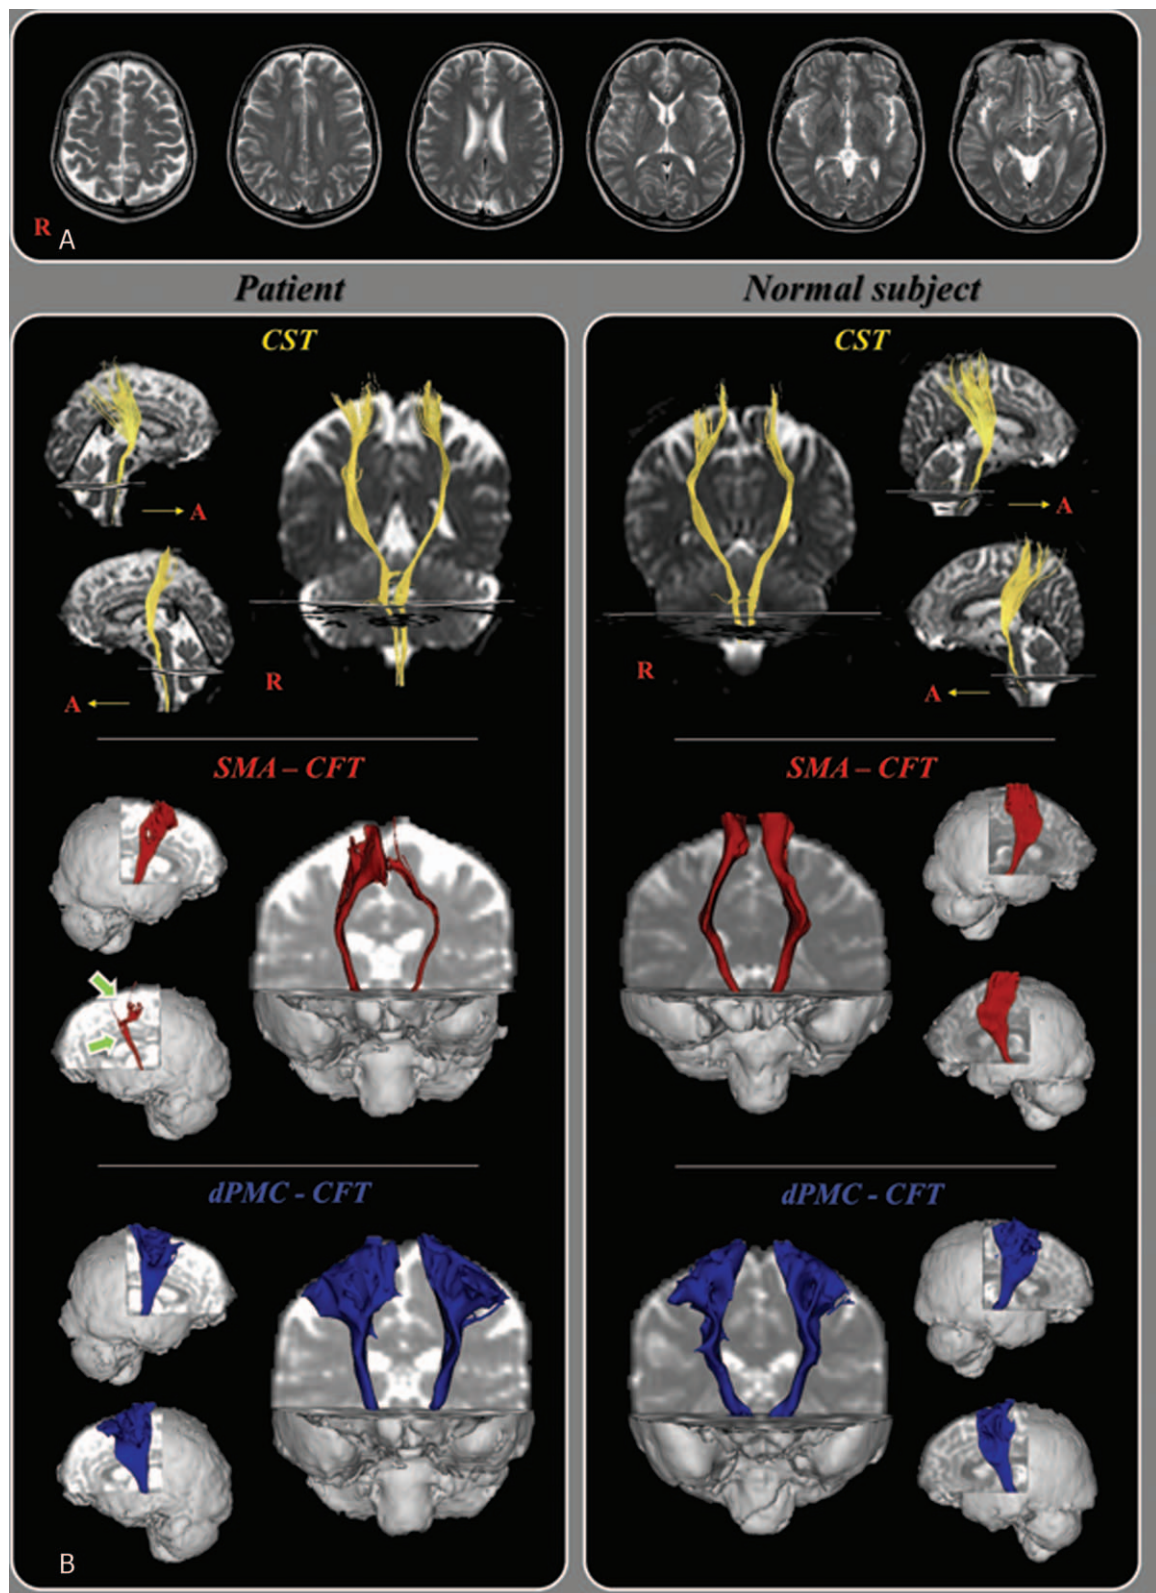 R
A
Patient
Normal subject
CST
CST
A
A
A
R
R
A
SMA – CFT
SMA – CFT
dPMC - CFT
dPMC - CFT
B